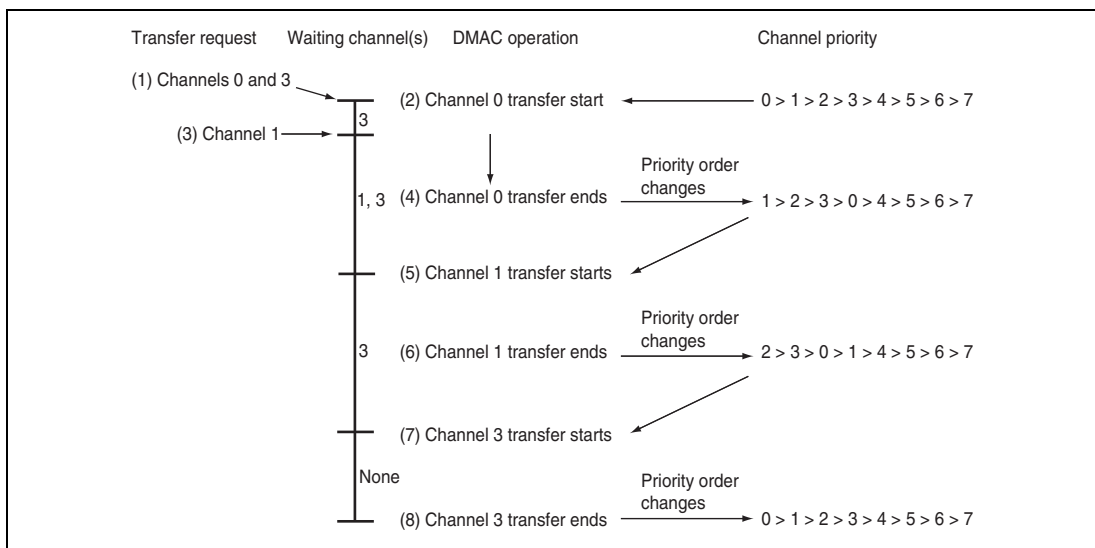 Transfer request Waiting channel(s) DMAC operation Channel priority
(1) Channels 0 and 3
(2) Channel 0 transfer start 0 > 1 > 2 > 3 > 4 > 5 > 6 > 7
3
(3) Channel 1
Priority order
changes
1, 3 (4) Channel 0 transfer ends 1 > 2 > 3 > 0 > 4 > 5 > 6 > 7
(5) Channel 1 transfer starts
Priority order
changes
3 (6) Channel 1 transfer ends 2 > 3 > 0 > 1 > 4 > 5 > 6 > 7
(7) Channel 3 transfer starts
None
Priority order
changes
(8) Channel 3 transfer ends 0 > 1 > 2 > 3 > 4 > 5 > 6 > 7